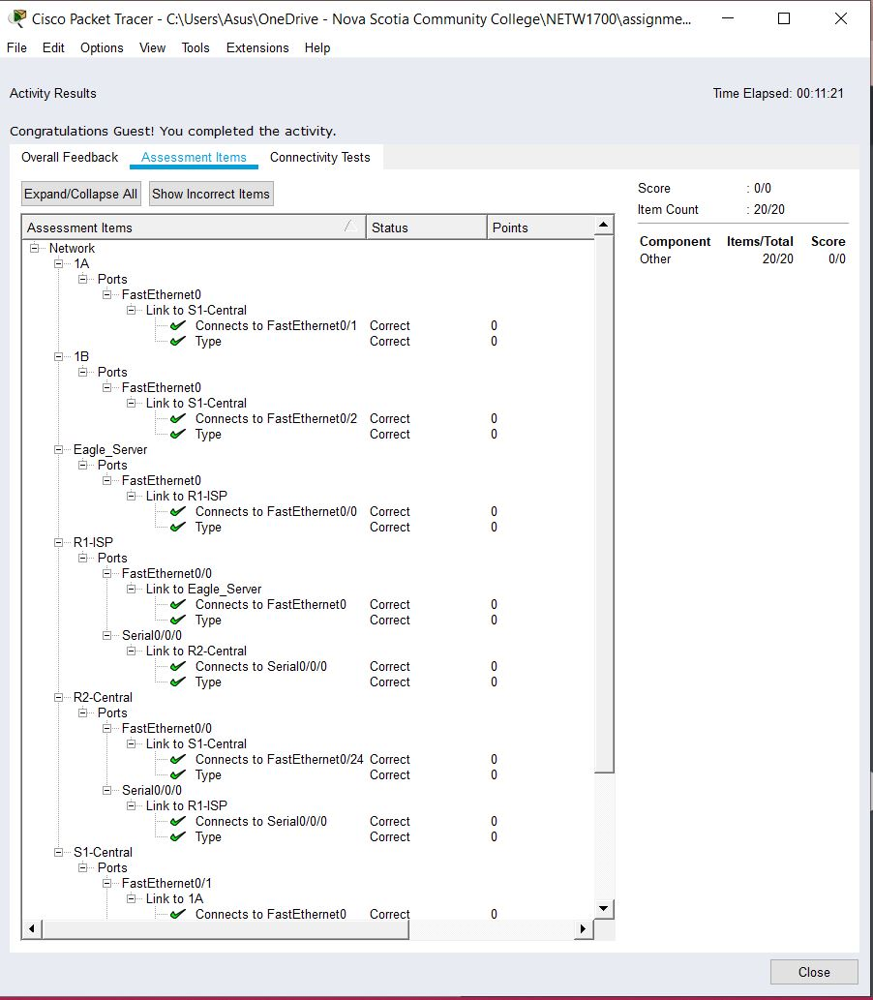 Cisco Packet Tracer - C:\Users\Asus\OneDrive - Nova Scotia Community College\NETW1700\assignme...
File Edit Options View Tools Extensions Help
Activity Results
Time Elapsed: 00:11:21
Congratulations Guest! You completed the activity.
Overall Feedback Assessment Items Connectivity Tests
Expand/Collapse All Show Incorrect Items
Assessment Items Status Points
Network
1A
Ports
FastEthernet0
Link to S1-Central
Connects to FastEthernet0/1 Correct 0
Type Correct 0
1B
Ports
FastEthernet0
Link to S1-Central
Connects to FastEthernet0/2 Correct 0
Type Correct 0
Eagle_Server
Ports
FastEthernet0
Link to R1-ISP
Connects to FastEthernet0/0 Correct 0
Type Correct 0
R1-ISP
Ports
FastEthernet0/0
Link to Eagle_Server
Connects to FastEthernet0 Correct 0
Type Correct 0
Serial0/0/0
Link to R2-Central
Connects to Serial0/0/0 Correct 0
Type Correct 0
R2-Central
Ports
FastEthernet0/0
Link to S1-Central
Connects to FastEthernet0/24 Correct 0
Type Correct 0
Serial0/0/0
Link to R1-ISP
Connects to Serial0/0/0 Correct 0
Type Correct 0
S1-Central
Ports
FastEthernet0/1
Link to 1A
Connects to FastEthernet0 Correct 0
Score : 0/0
Item Count : 20/20
Component Items/Total Score
Other 20/20 0/0
Close